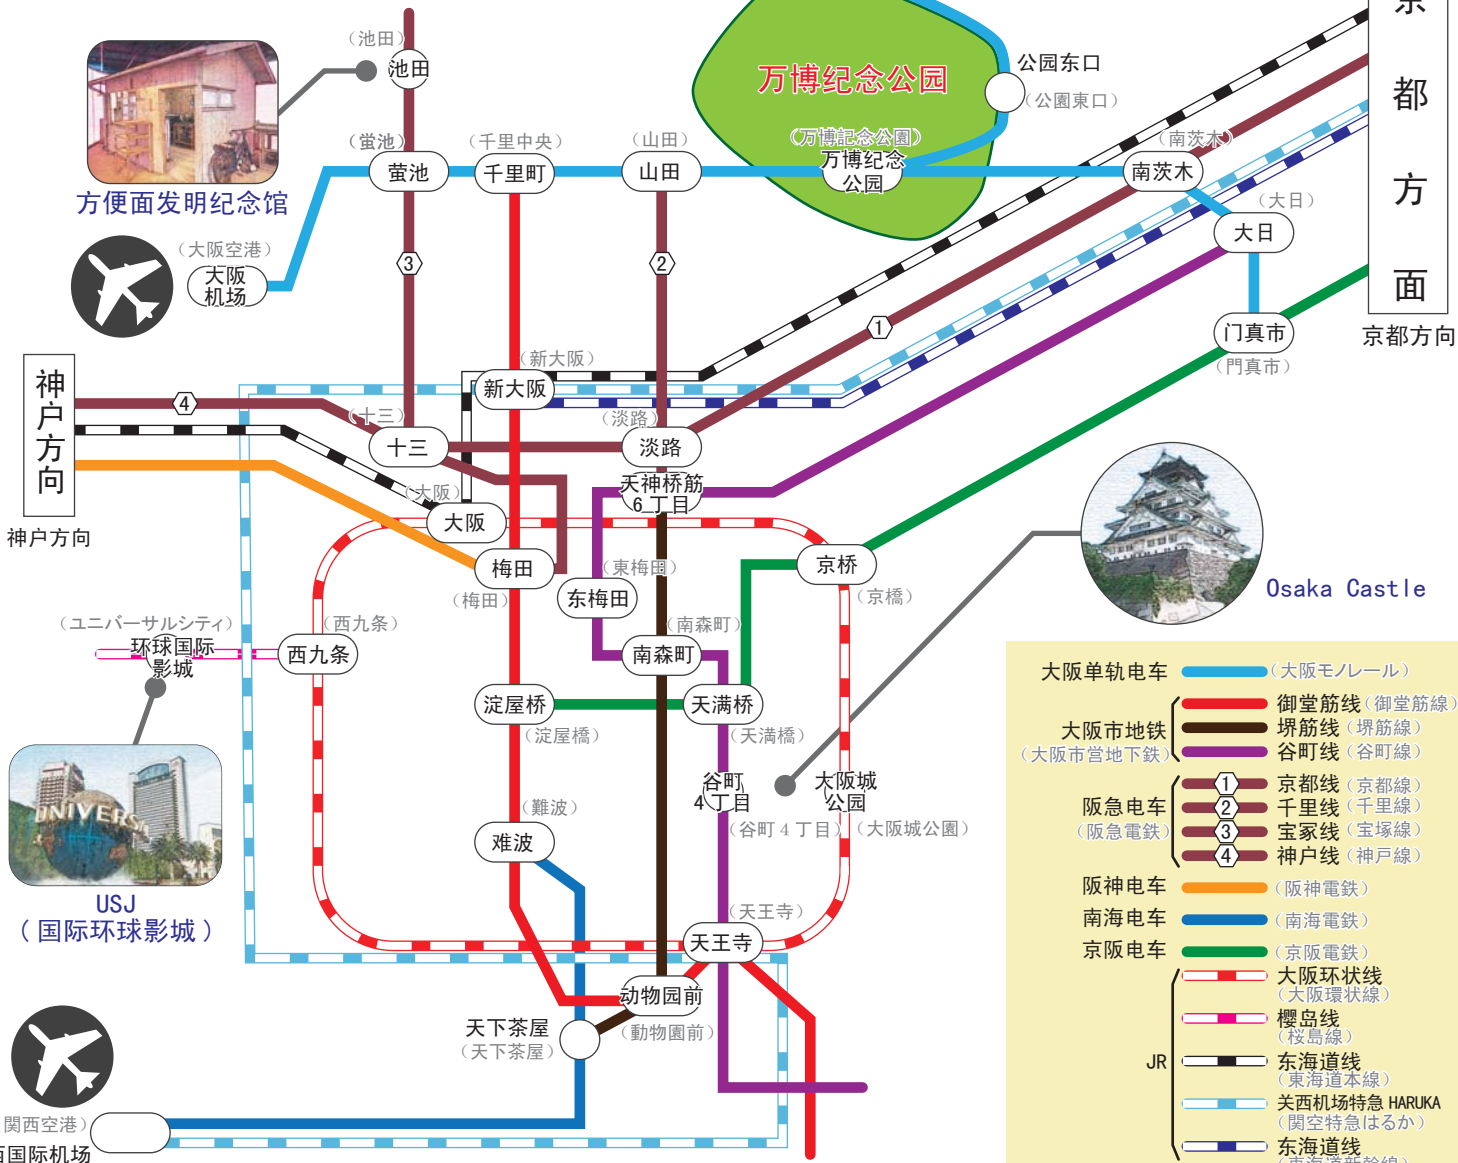 京
都
方
面
京都方向
（池田）
池田
万博纪念公园
公园东口
（公園東口）
（螢池）
萤池
（千里中央）
千里町
（山田）
山田
（万博記念公園）
万博纪念
公园
（南茨木）
南茨木
（大日）
大日
方便面发明纪念馆
（大阪空港）
大阪
机场
3
2
1
门真市
（門真市）
神户方向
神户方向
4
（新大阪）
新大阪
（十三）
十三
（淡路）
淡路
天神桥筋
6丁目
（大阪）
大阪
梅田
（梅田）
（東梅田）
东梅田
京桥
（京橋）
Osaka Castle
（ユニバーサルシティ）
环球国际
影城
（西九条）
西九条
（南森町）
南森町
淀屋桥
（淀屋橋）
天满桥
（天満橋）
UNIVERSA
USJ
（国际环球影城）
谷町
4丁目
（谷町４丁目）
大阪城
公园
（大阪城公園）
（難波）
难波
（天王寺）
天王寺
动物园前
（動物園前）
天下茶屋
（天下茶屋）
関西空港）
西国际机场
大阪单轨电车
（大阪モノレール）
大阪市地铁
（大阪市営地下鉄）
御堂筋线（御堂筋線）
堺筋线（堺筋線）
谷町线（谷町線）
阪急电车
（阪急電鉄）
1 京都线（京都線）
2 千里线（千里線）
3 宝冢线（宝塚線）
4 神户线（神戸線）
阪神电车（阪神電鉄）
南海电车（南海電鉄）
京阪电车（京阪電鉄）
JR
大阪环状线
（大阪環状線）
樱岛线
（桜島線）
东海道线
（東海道本線）
关西机场特急 HARUKA
（関空特急はるか）
东海道线
（東海道新幹線）